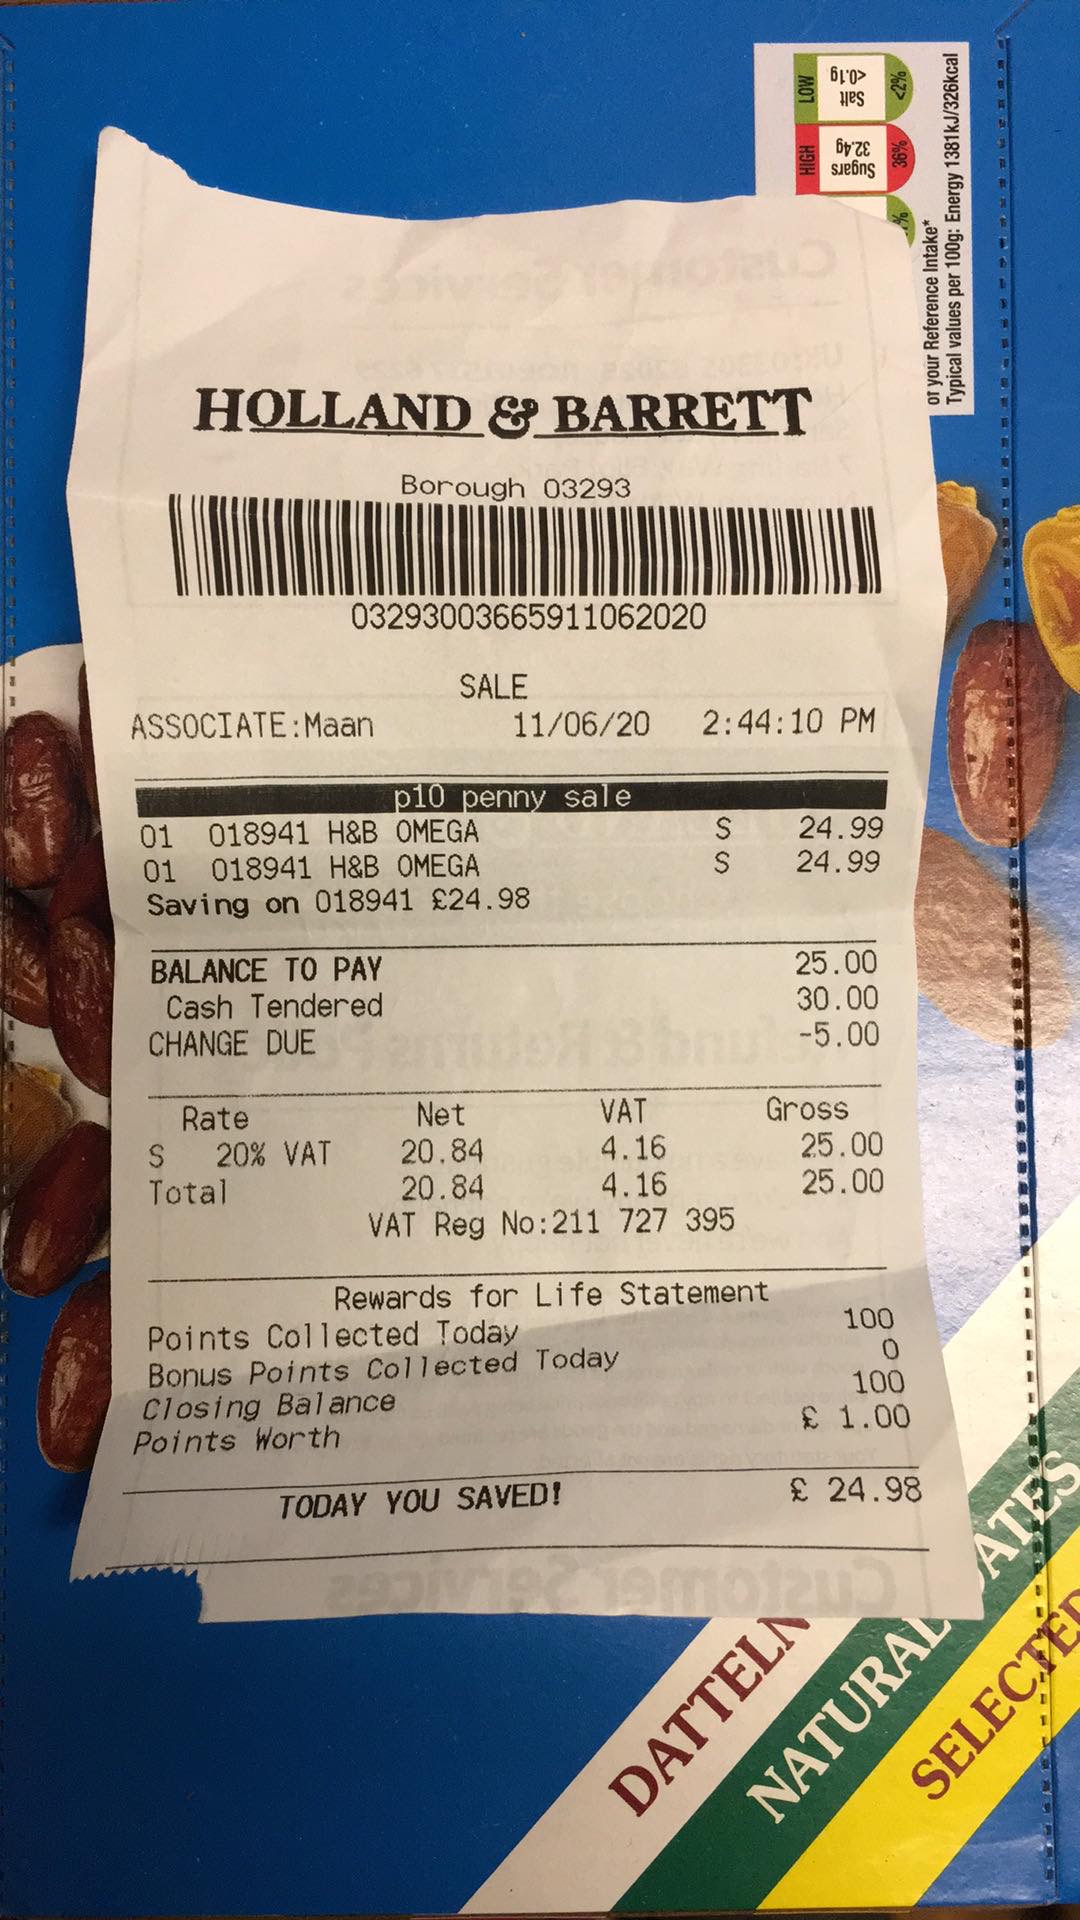 LOW
Salt
<0.1g
<2%
HIGH
Sugars
32.4g
36%
%
or your Reference Intake*
Typical values per 100g: Energy 1381kJ/326kcal
HOLLAND & BARRETT
Borough 03293
03293003665911062020
SALE
ASSOCIATE:Maan 11/06/20 2:44:10 PM
p10 penny sale
01 018941 H&B OMEGA S 24.99
01 018941 H&B OMEGA S 24.99
Saving on 018941 £24.98
BALANCE TO PAY 25.00
Cash Tendered 30.00
CHANGE DUE -5.00
Rate Net VAT Gross
S 20% VAT 20.84 4.16 25.00
Total 20.84 4.16 25.00
VAT Reg No:211 727 395
Rewards for Life Statement
Points Collected Today 100
Bonus Points Collected Today 0
Closing Balance 100
Points Worth £ 1.00
TODAY YOU SAVED! £ 24.98
Customer Services
DATTELN
NATURAL DATES
SELECTED